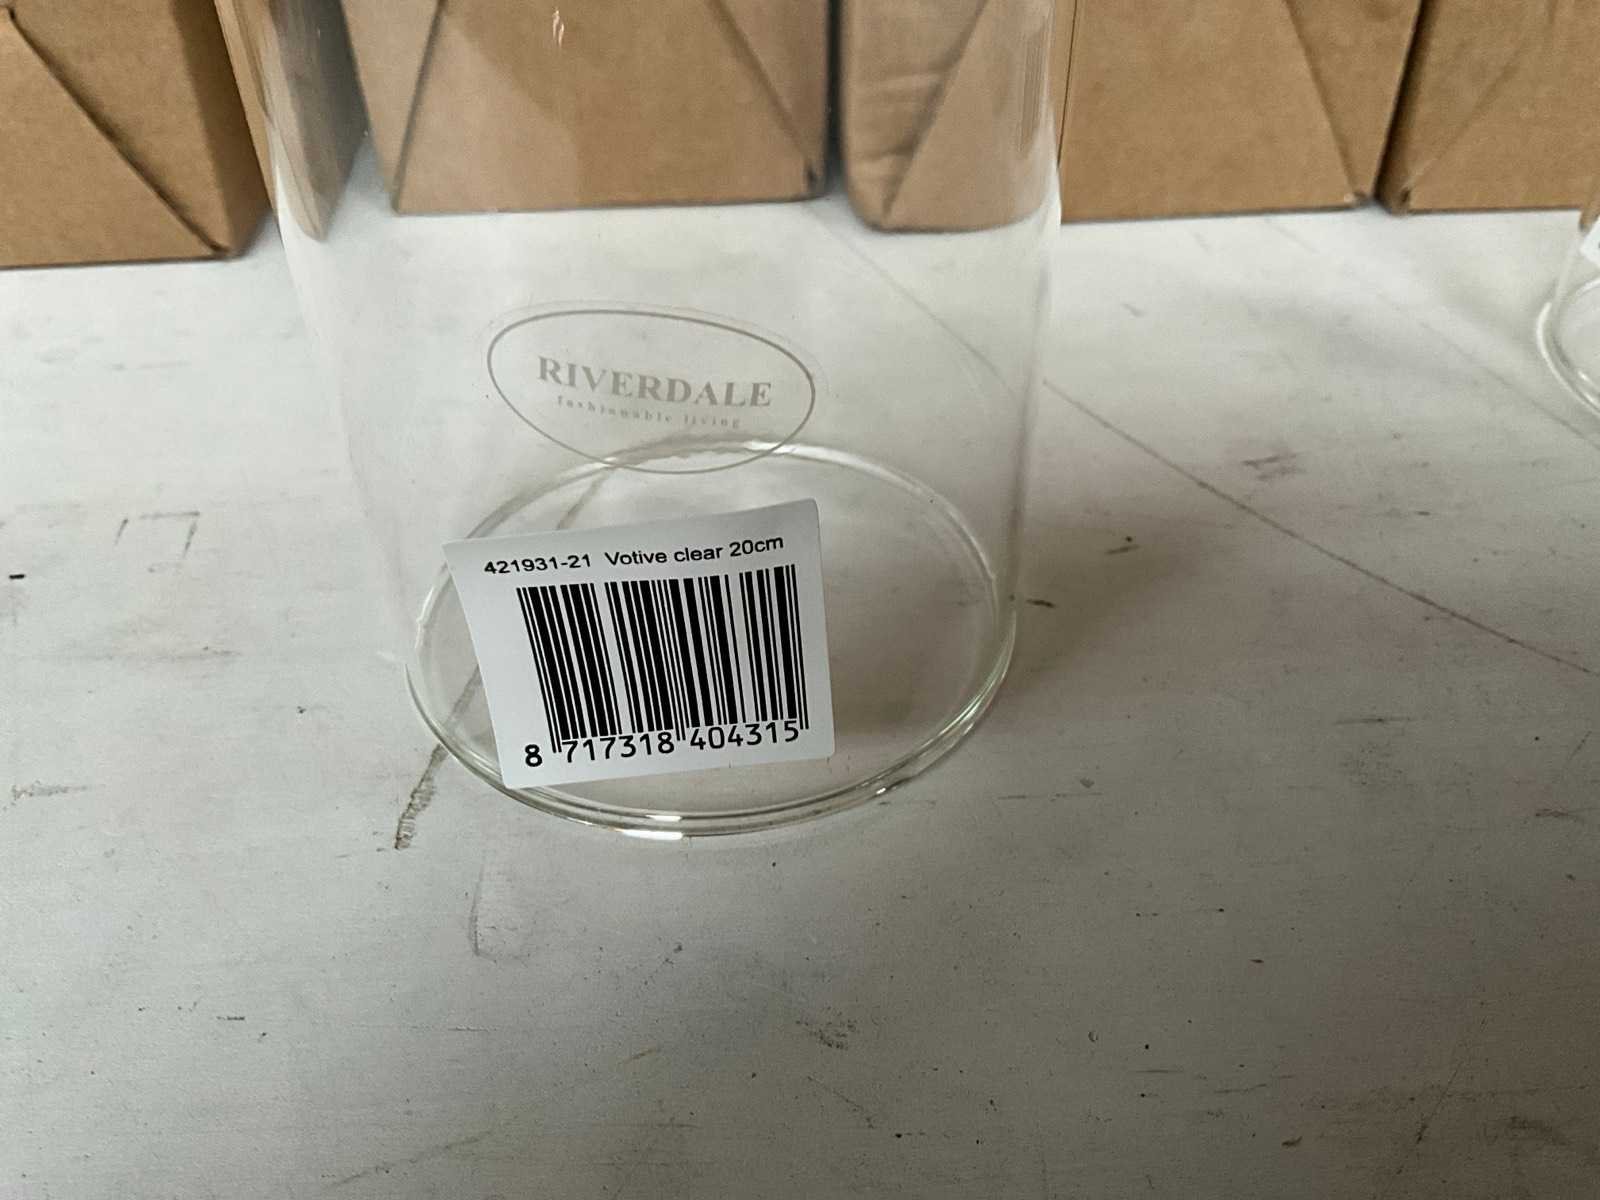 RIVERDALE
fashionable living
421931-21 Votive clear 20cm
8 717318 404315